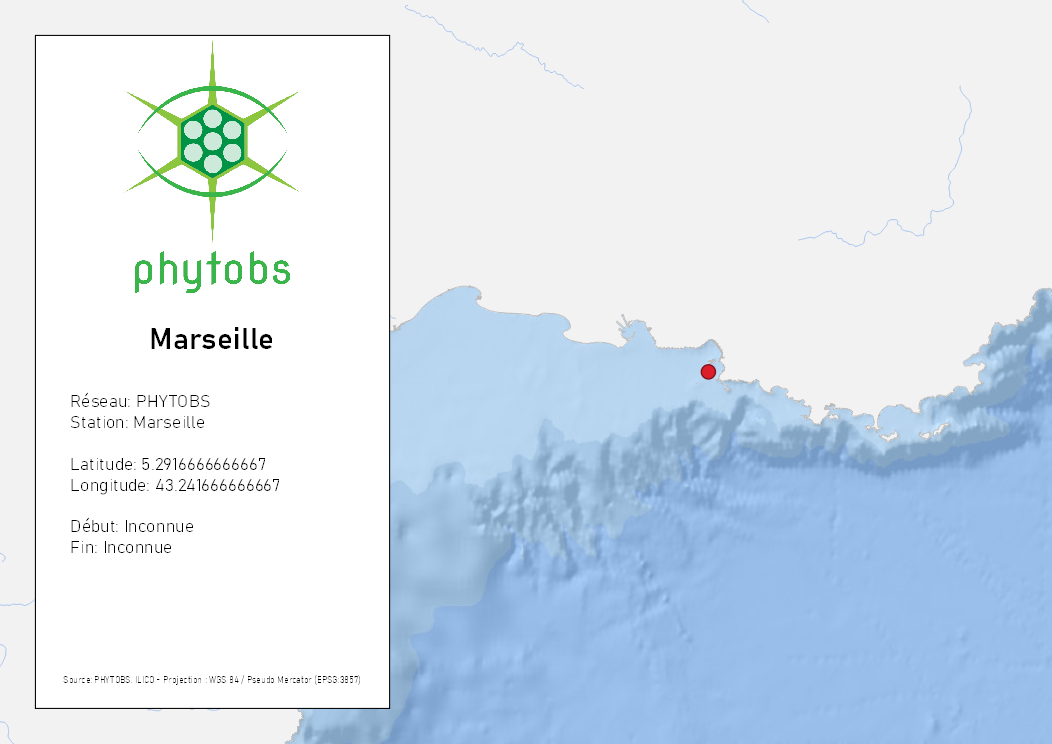 phytobs
Marseille
Réseau: PHYTOBS
Station: Marseille
Latitude: 5.2916666666667
Longitude: 43.241666666667
Début: Inconnue
Fin: Inconnue
Source: PHYTOBS, ILICO - Projection : WGS 84 / Pseudo Mercator (EPSG:3857)